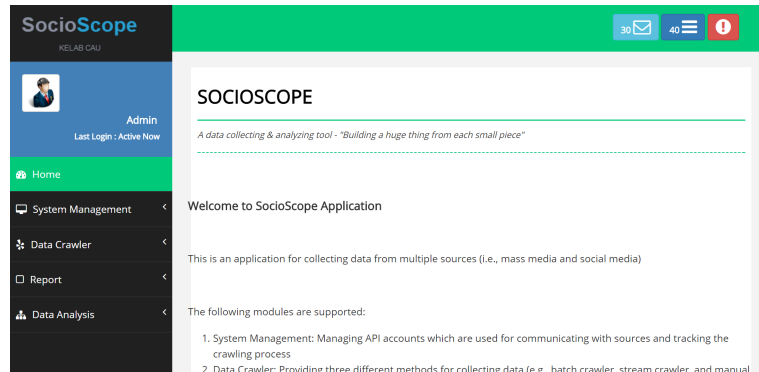 SocioScope
KELAB CAU
30
40
Admin
Last Login : Active Now
Home
System Management
Data Crawler
Report
Data Analysis
SOCIOSCOPE
A data collecting & analyzing tool - "Building a huge thing from each small piece"
Welcome to SocioScope Application
This is an application for collecting data from multiple sources (i.e., mass media and social media)
The following modules are supported:
1. System Management: Managing API accounts which are used for communicating with sources and tracking the
crawling process
2. Data Crawler: Providing three different methods for collecting data (e.g., batch crawler, stream crawler, and manual